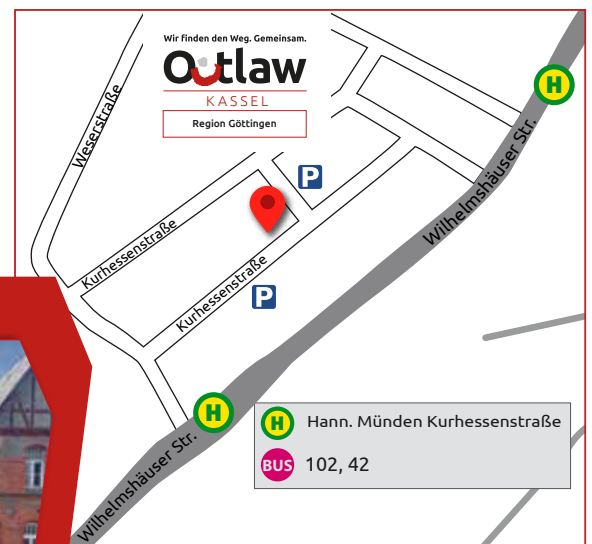 Wir finden den Weg. Gemeinsam.
Outlaw
KASSEL
Region Göttingen
H
Weserstraße
Wilhelmshäuser Str.
P
Kurhessenstraße
Kurhessenstraße
P
H
Wilhelmshäuser Str.
H Hann. Münden Kurhessenstraße
BUS 102, 42